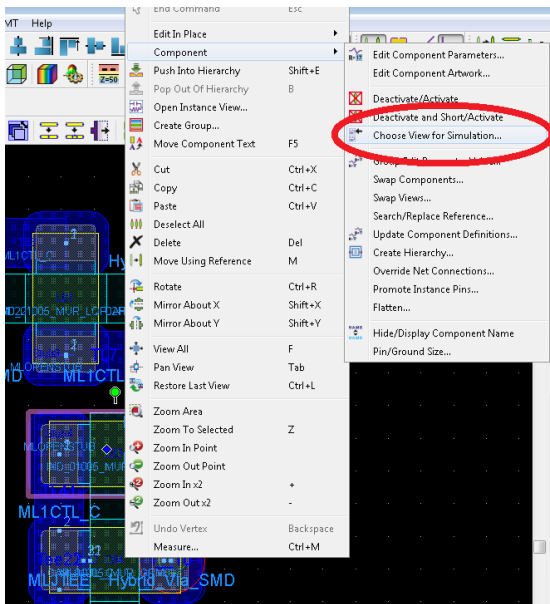 MT Help
End Command Esc
Edit In Place
Component
Push Into Hierarchy Shift+E
Pop Out Of Hierarchy B
Open Instance View...
Create Group...
Move Component Text F5
Cut Ctrl+X
Copy Ctrl+C
Paste Ctrl+V
Deselect All
Delete Del
Move Using Reference M
Rotate Ctrl+R
Mirror About X Shift+X
Mirror About Y Shift+Y
View All F
Pan View Tab
Restore Last View Ctrl+L
Zoom Area
Zoom To Selected Z
Zoom In Point
Zoom Out Point
Zoom In x2 +
Zoom Out x2 -
Undo Vertex Backspace
Measure... Ctrl+M
Edit Component Parameters...
Edit Component Artwork...
Deactivate/Activate
Deactivate and Short/Activate
Choose View for Simulation...
Swap Components...
Swap Views...
Search/Replace Reference...
Update Component Definitions...
Create Hierarchy...
Override Net Connections...
Promote Instance Pins...
Flatten...
Hide/Display Component Name
Pin/Ground Size...
Z=50
Hy
MD
ML1CTL
ML1CTL_C
Hybrid_Via_SMD